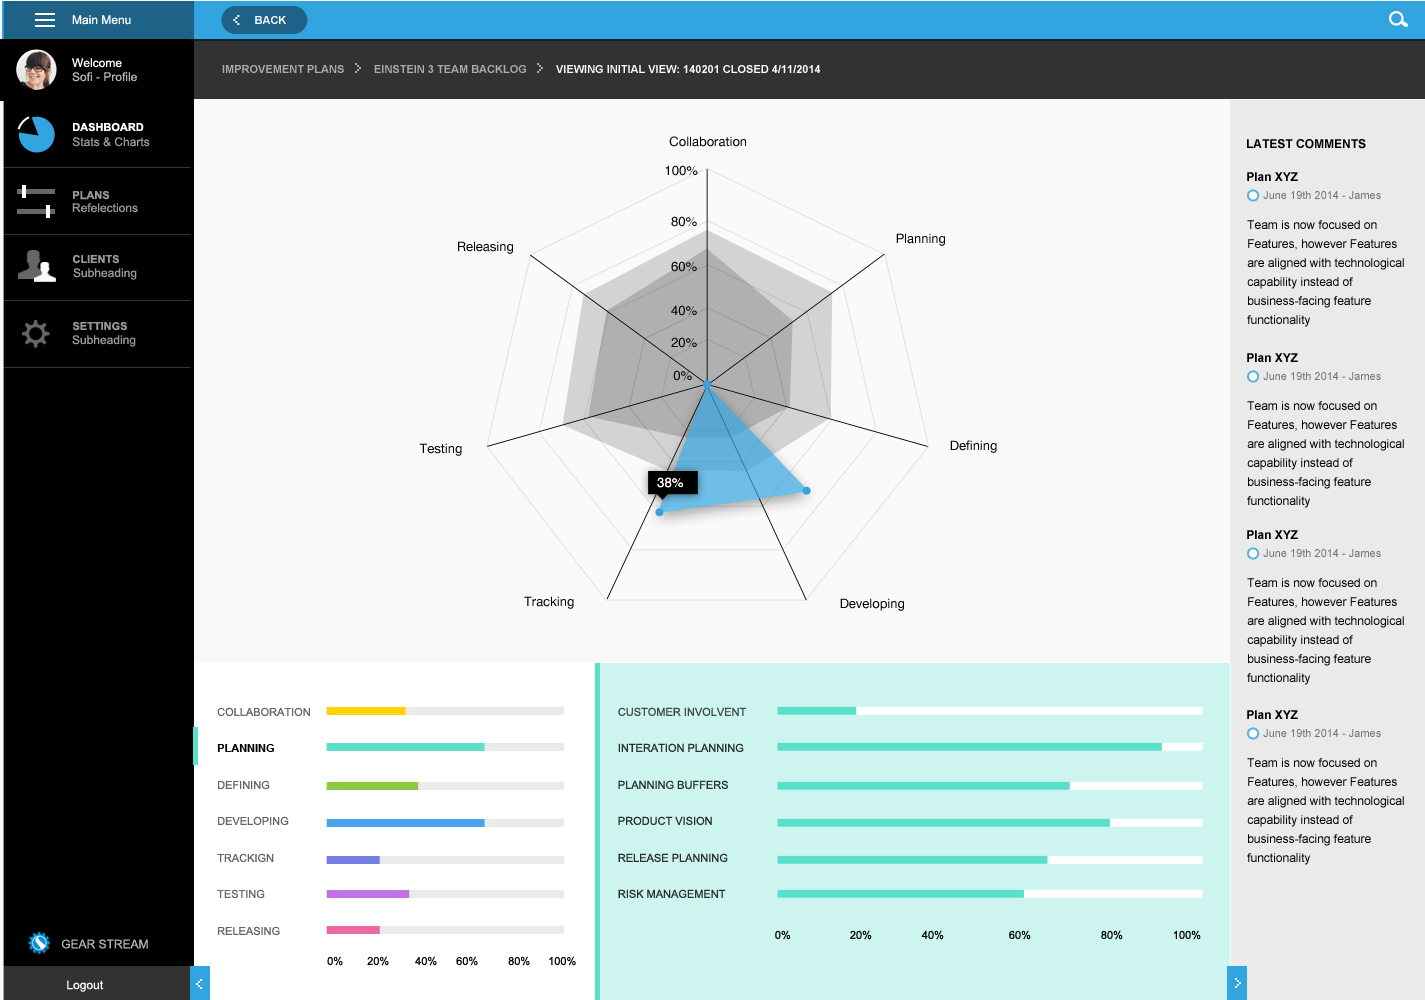 Main Menu
BACK
Welcome
Sofi - Profile
IMPROVEMENT PLANS > EINSTEIN 3 TEAM BACKLOG > VIEWING INITIAL VIEW: 140201 CLOSED 4/11/2014
DASHBOARD
Stats & Charts
PLANS
Refelections
CLIENTS
Subheading
SETTINGS
Subheading
GEAR STREAM
Logout
Collaboration
100%
80%
60%
40%
20%
0%
Planning
Releasing
Testing
Defining
38%
Tracking
Developing
COLLABORATION
PLANNING
DEFINING
DEVELOPING
TRACKIGN
TESTING
RELEASING
0% 20% 40% 60% 80% 100%
CUSTOMER INVOLVENT
INTERATION PLANNING
PLANNING BUFFERS
PRODUCT VISION
RELEASE PLANNING
RISK MANAGEMENT
0% 20% 40% 60% 80% 100%
LATEST COMMENTS
Plan XYZ
June 19th 2014 - James
Team is now focused on
Features, however Features
are aligned with technological
capability instead of
business-facing feature
functionality
Plan XYZ
June 19th 2014 - James
Team is now focused on
Features, however Features
are aligned with technological
capability instead of
business-facing feature
functionality
Plan XYZ
June 19th 2014 - James
Team is now focused on
Features, however Features
are aligned with technological
capability instead of
business-facing feature
functionality
Plan XYZ
June 19th 2014 - James
Team is now focused on
Features, however Features
are aligned with technological
capability instead of
business-facing feature
functionality